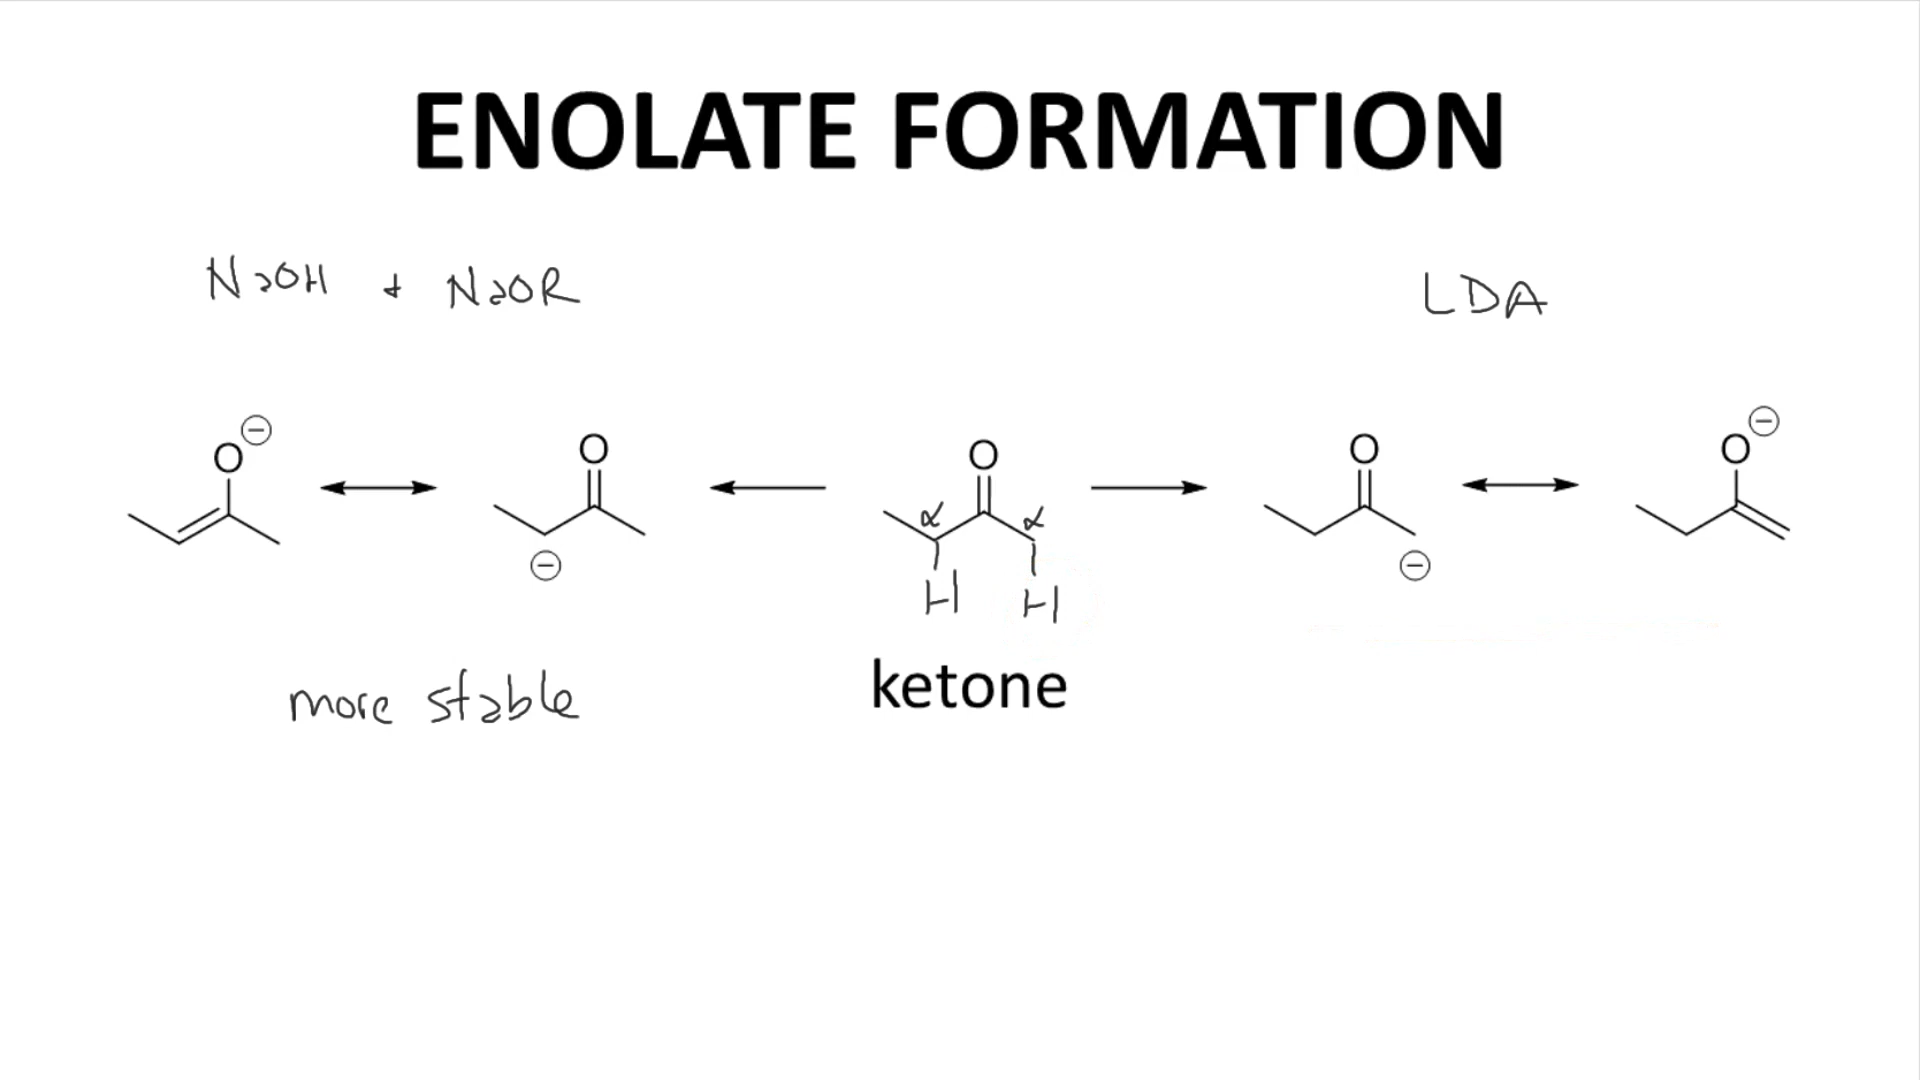 ENOLATE FORMATION
NaOH + NaOR
LDA
O⊖
O
O
O
O⊖
α α
⊖
⊖
H H
more stable
ketone